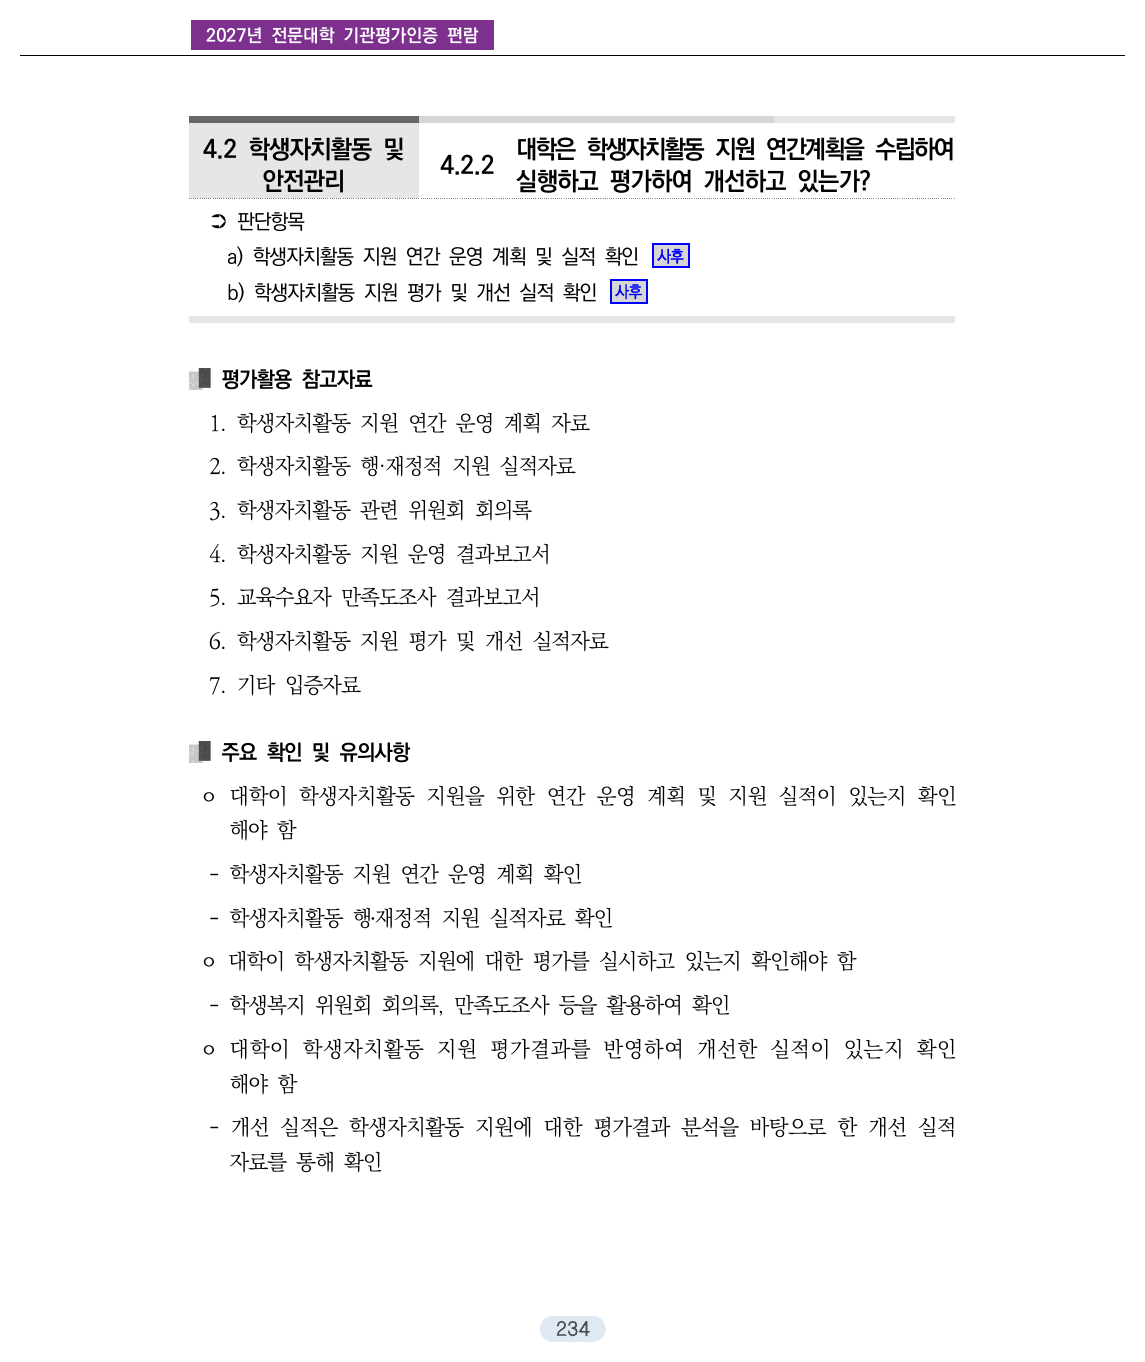 2027년 전문대학 기관평가인증 편람
4.2 학생자치활동 및
안전관리
4.2.2
대학은 학생자치활동 지원 연간계획을 수립하여
실행하고 평가하여 개선하고 있는가?
➲ 판단항목
a) 학생자치활동 지원 연간 운영 계획 및 실적 확인 사후
b) 학생자치활동 지원 평가 및 개선 실적 확인 사후
평가활용 참고자료
1. 학생자치활동 지원 연간 운영 계획 자료
2. 학생자치활동 행·재정적 지원 실적자료
3. 학생자치활동 관련 위원회 회의록
4. 학생자치활동 지원 운영 결과보고서
5. 교육수요자 만족도조사 결과보고서
6. 학생자치활동 지원 평가 및 개선 실적자료
7. 기타 입증자료
주요 확인 및 유의사항
ㅇ 대학이 학생자치활동 지원을 위한 연간 운영 계획 및 지원 실적이 있는지 확인
해야 함
- 학생자치활동 지원 연간 운영 계획 확인
- 학생자치활동 행·재정적 지원 실적자료 확인
ㅇ 대학이 학생자치활동 지원에 대한 평가를 실시하고 있는지 확인해야 함
- 학생복지 위원회 회의록, 만족도조사 등을 활용하여 확인
ㅇ 대학이 학생자치활동 지원 평가결과를 반영하여 개선한 실적이 있는지 확인
해야 함
- 개선 실적은 학생자치활동 지원에 대한 평가결과 분석을 바탕으로 한 개선 실적
자료를 통해 확인
234